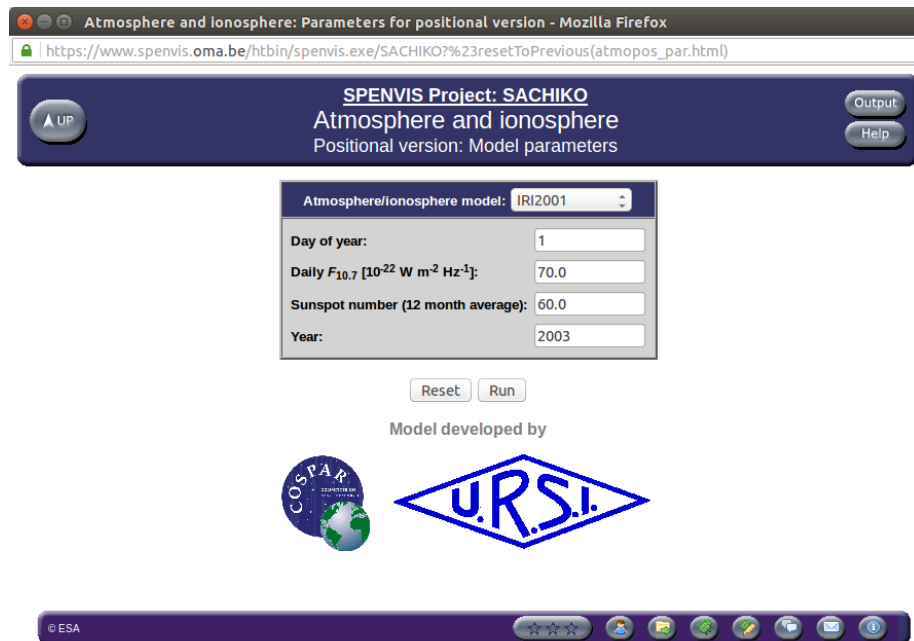 Atmosphere and ionosphere: Parameters for positional version - Mozilla Firefox
https://www.spenvis.oma.be/htbin/spenvis.exe/SACHIKO?%23resetToPrevious(atmopos_par.html)
UP
SPENVIS Project: SACHIKO
Atmosphere and ionosphere
Positional version: Model parameters
Output
Help
Atmosphere/ionosphere model: IRI2001
Day of year: 1
Daily F10.7 [10-22 W m-2 Hz-1]: 70.0
Sunspot number (12 month average): 60.0
Year: 2003
Reset Run
Model developed by
COSPAR
U.R.S.I.
© ESA